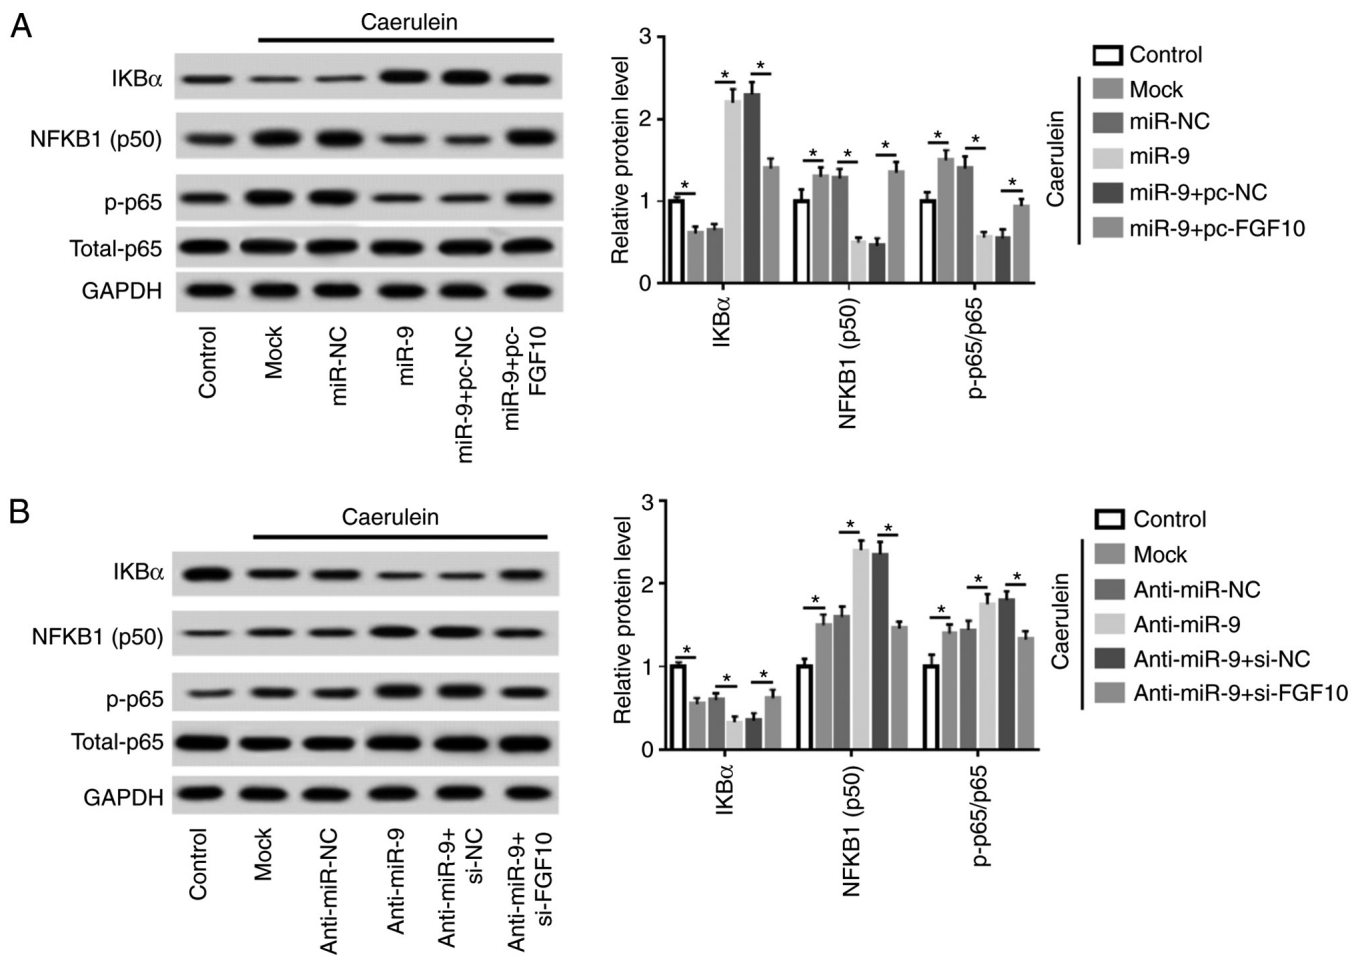 A
Caerulein
IKBα
NFKB1 (p50)
p-p65
Total-p65
GAPDH
Control
Mock
miR-NC
miR-9
miR-9+pc-NC
miR-9+pc-
FGF10
Relative protein level
3
2
1
0
*
*
*
*
*
*
*
*
*
IKBα
NFKB1 (p50)
p-p65/p65
Control
Mock
miR-NC
miR-9
miR-9+pc-NC
miR-9+pc-FGF10
Caerulein
B
Caerulein
IKBα
NFKB1 (p50)
p-p65
Total-p65
GAPDH
Control
Mock
Anti-miR-NC
Anti-miR-9
Anti-miR-9+
si-NC
Anti-miR-9+
si-FGF10
Relative protein level
3
2
1
0
*
*
*
*
*
*
*
*
*
IKBα
NFKB1 (p50)
p-p65/p65
Control
Mock
Anti-miR-NC
Anti-miR-9
Anti-miR-9+si-NC
Anti-miR-9+si-FGF10
Caerulein